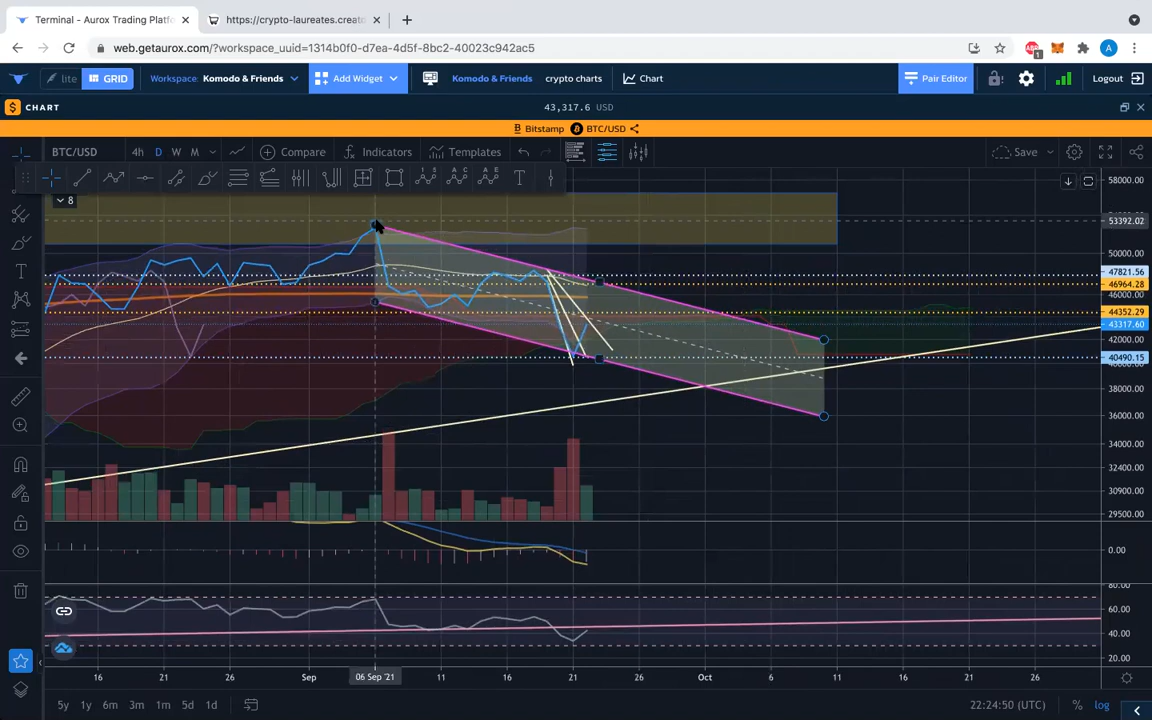 Terminal - Aurox Trading Platfo
https://crypto-laureates.creato
web.getaurox.com/?workspace_uuid=1314b0f0-d7ea-4d5f-8bc2-40023c942ac5
ABP
1
A
lite GRID Workspace: Komodo & Friends Add Widget Komodo & Friends crypto charts Chart Pair Editor Logout
$ CHART 43,317.6 USD
Bitstamp BTC/USD
BTC/USD 4h D W M Compare Indicators Templates Save
8
58000.00
53392.02
50000.00
47821.56
46964.28
46000.00
44352.29
43317.60
42000.00
40490.15
38000.00
36000.00
34000.00
32400.00
30900.00
29500.00
0.00
80.00
60.00
40.00
20.00
16 21 26 Sep 06 Sep '21 11 16 21 26 Oct 6 11 16 21 26
5y 1y 6m 3m 1m 5d 1d 22:24:50 (UTC) % log